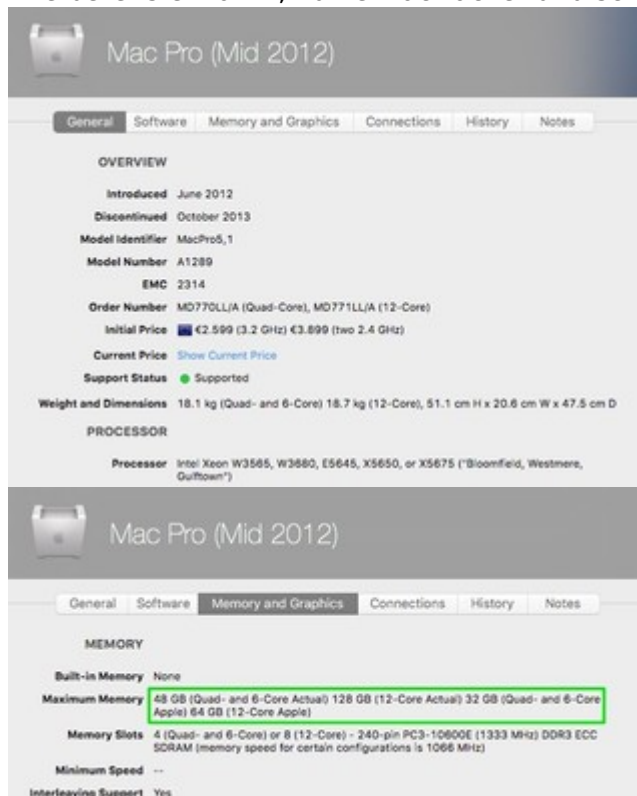 Mac Pro (Mid 2012)
General Software Memory and Graphics Connections History Notes
OVERVIEW
Introduced June 2012
Discontinued October 2013
Model Identifier MacPro5,1
Model Number A1289
EMC 2314
Order Number MD770LL/A (Quad-Core), MD771LL/A (12-Core)
Initial Price €2.599 (3.2 GHz) €3.899 (two 2.4 GHz)
Current Price Show Current Price
Support Status Supported
Weight and Dimensions 18.1 kg (Quad- and 6-Core) 18.7 kg (12-Core), 51.1 cm H x 20.6 cm W x 47.5 cm D
PROCESSOR
Processor Intel Xeon W3565, W3680, E5645, X5650, or X5675 ("Bloomfield, Westmere,
Gulftown")
Mac Pro (Mid 2012)
General Software Memory and Graphics Connections History Notes
MEMORY
Built-in Memory None
Maximum Memory 48 GB (Quad- and 6-Core Actual) 128 GB (12-Core Actual) 32 GB (Quad- and 6-Core
Apple) 64 GB (12-Core Apple)
Memory Slots 4 (Quad- and 6-Core) or 8 (12-Core) - 240-pin PC3-10600E (1333 MHz) DDR3 ECC
SDRAM (memory speed for certain configurations is 1066 MHz)
Minimum Speed --
Interleaving Support Yes